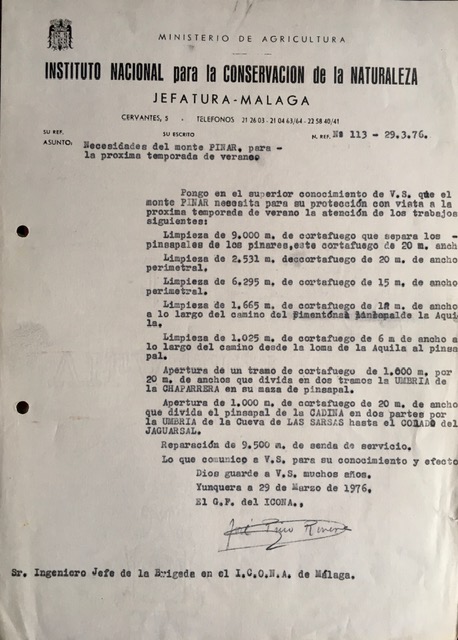 MINISTERIO DE AGRICULTURA
INSTITUTO NACIONAL para la CONSERVACION de la NATURALEZA
JEFATURA-MALAGA
CERVANTES, 5 - TELEFONOS 21 26 03 - 21 04 63/64 - 22 58 40/41
SU REF. SU ESCRITO N. REF. Nº 113 - 29.3.76.
ASUNTO: Necesidades del monte PINAR, para -
la proxima temporada de verano
Pongo en el superior conocimiento de V.S. que el
monte PINAR necesita para su protección con vista a la
proxima temporada de verano la atención de los trabajos
siguientes:
Limpieza de 9.000 m. de cortafuego que separa los -
pinsapales de los pinares,este cortafuego de 20 m. anch
Limpieza de 2.531 m. de cortafuego de 20 m. de ancho
perimetral.
Limpieza de 6.295 m. de cortafuego de 15 m. de ancho
perimetral.
Limpieza de 1.665 m. de cortafuego de 12 m. de ancho
a lo largo del camino del de la Aqui
la.
Limpieza de 1.025 m. de cortafuego de 6 m de ancho a
lo largo del camino desde la loma de la Aquila al pinsa
pal.
Apertura de un tramo de cortafuego de 1.600 m. por
20 m. de anchos que divida en dos tramos la UMBRIA de
la CHAPARRERA en su maza de pinsapal.
Apertura de 1.000 m. de cortafuego de 20 m. de ancho
que divida el pinsapal de la CADINA en dos partes por
la UMBRIA de la Cueva de LAS SARSAS hasta el COLADO del
JAGUARSAL.
Reparación de 9.500 m. de senda de servicio.
Lo que comunico a V.S. para su conocimiento y efecto
Dios guarde a V.S. muchos años.
Yunquera a 29 de Marzo de 1976.
El G.F. del ICONA.,
José Rivera
Sr. Ingeniero Jefe de la Brigada en el I.C.O.N.A. de Málaga.